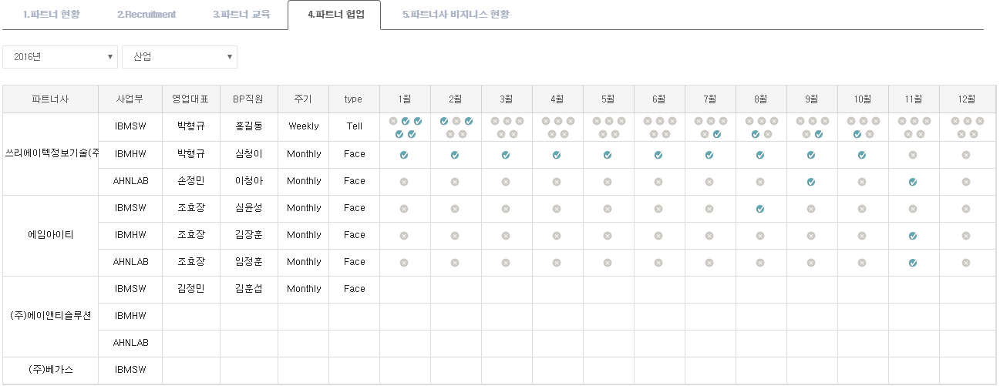 1.파트너 현황 2.Recruitment 3.파트너 교육 4.파트너 협업 5.파트너사 비지니스 현황
2016년 산업
파트너사 사업부 영업대표 BP직원 주기 type 1월 2월 3월 4월 5월 6월 7월 8월 9월 10월 11월 12월
IBMSW 박형규 홍길동 Weekly Tell
쓰리에이텍정보기술(주 IBMHW 박형규 심청이 Monthly Face
AHNLAB 손정민 이청아 Monthly Face
IBMSW 조효장 심윤성 Monthly Face
에임아이티 IBMHW 조효장 김장훈 Monthly Face
AHNLAB 조효장 임정훈 Monthly Face
IBMSW 김정민 김훈섭 Monthly Face
(주)에이앤티솔루션 IBMHW
AHNLAB
(주)베가스 IBMSW